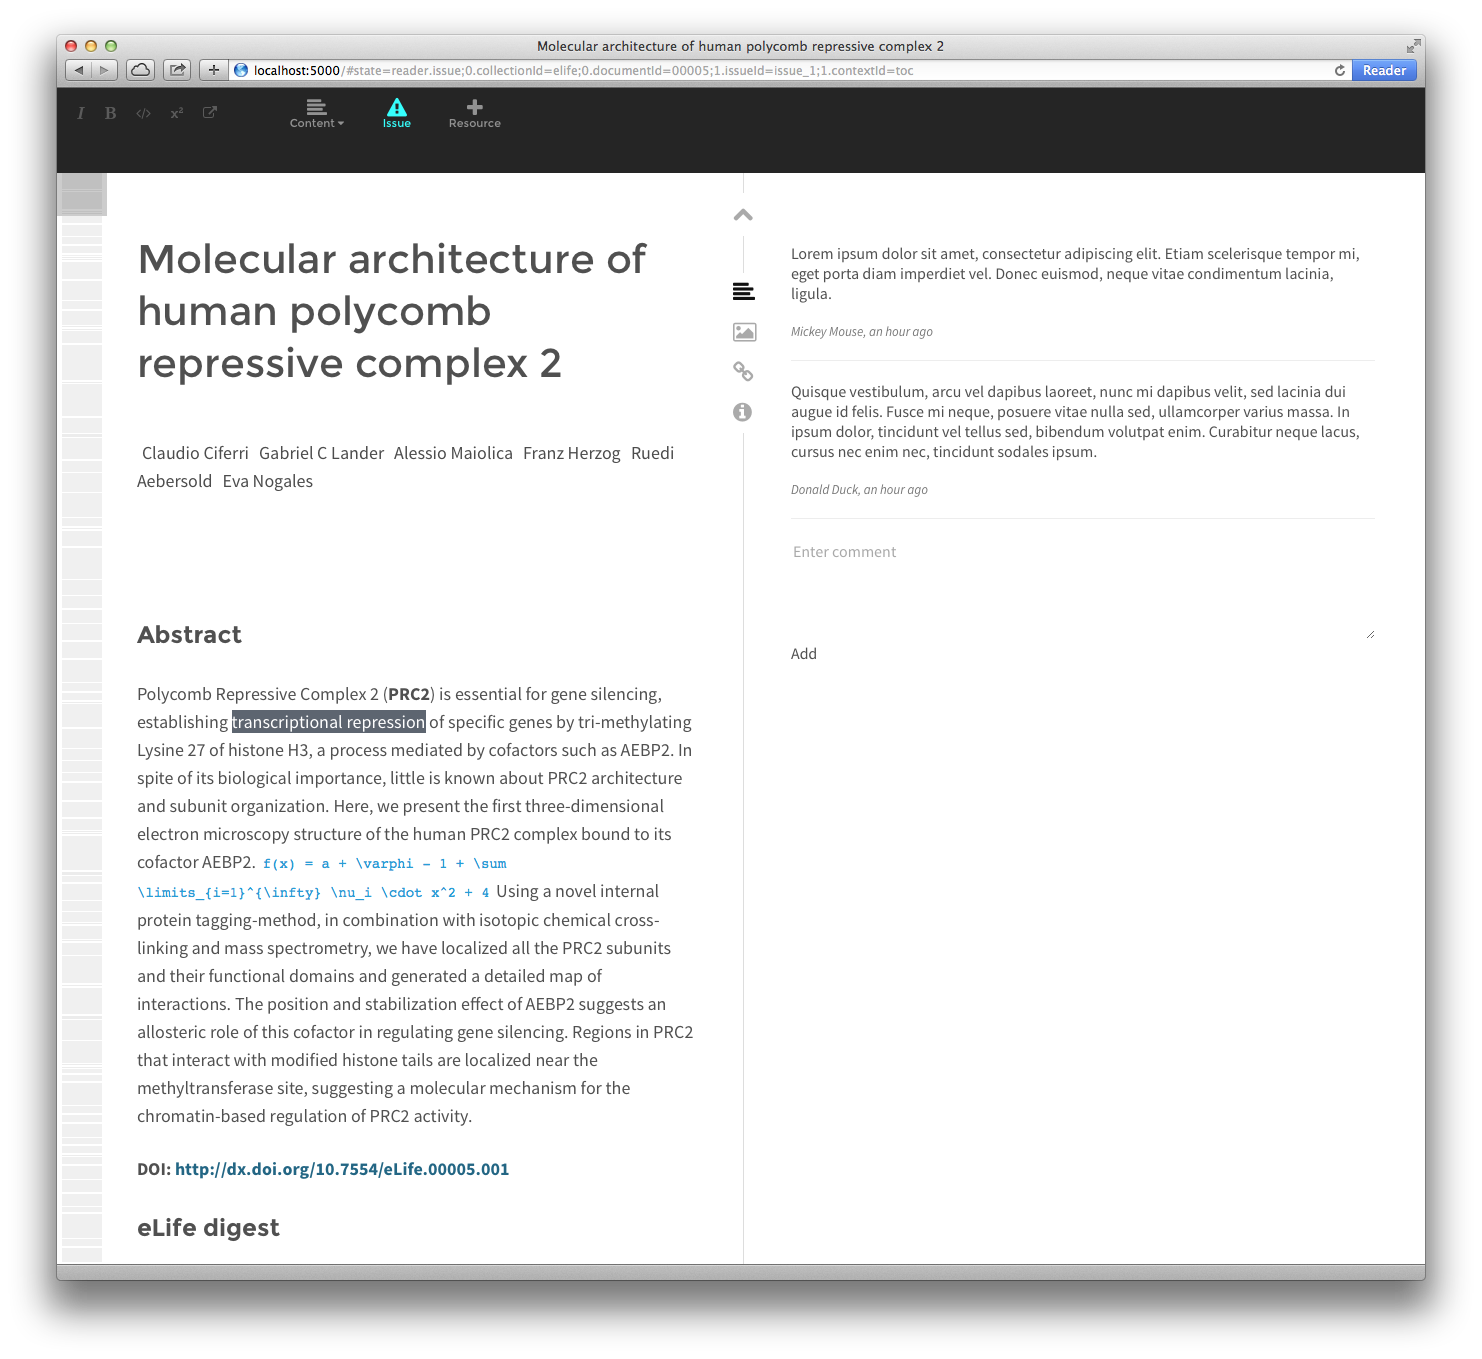 Molecular architecture of human polycomb repressive complex 2
localhost:5000/#state=reader.issue;0.collectionId=elife;0.documentId=00005;1.issueId=issue_1;1.contextId=toc
Reader
I B </> x²
Content Issue Resource
Molecular architecture of
human polycomb
repressive complex 2
Claudio Ciferri Gabriel C Lander Alessio Maiolica Franz Herzog Ruedi
Aebersold Eva Nogales
Abstract
Polycomb Repressive Complex 2 (PRC2) is essential for gene silencing,
establishing transcriptional repression of specific genes by tri-methylating
Lysine 27 of histone H3, a process mediated by cofactors such as AEBP2. In
spite of its biological importance, little is known about PRC2 architecture
and subunit organization. Here, we present the first three-dimensional
electron microscopy structure of the human PRC2 complex bound to its
cofactor AEBP2. f(x) = a + \varphi - 1 + \sum
\limits_{i=1}^{\infty} \nu_i \cdot x^2 + 4 Using a novel internal
protein tagging-method, in combination with isotopic chemical cross-
linking and mass spectrometry, we have localized all the PRC2 subunits
and their functional domains and generated a detailed map of
interactions. The position and stabilization effect of AEBP2 suggests an
allosteric role of this cofactor in regulating gene silencing. Regions in PRC2
that interact with modified histone tails are localized near the
methyltransferase site, suggesting a molecular mechanism for the
chromatin-based regulation of PRC2 activity.
DOI: http://dx.doi.org/10.7554/eLife.00005.001
eLife digest
Lorem ipsum dolor sit amet, consectetur adipiscing elit. Etiam scelerisque tempor mi,
eget porta diam imperdiet vel. Donec euismod, neque vitae condimentum lacinia,
ligula.
Mickey Mouse, an hour ago
Quisque vestibulum, arcu vel dapibus laoreet, nunc mi dapibus velit, sed lacinia dui
augue id felis. Fusce mi neque, posuere vitae nulla sed, ullamcorper varius massa. In
ipsum dolor, tincidunt vel tellus sed, bibendum volutpat enim. Curabitur neque lacus,
cursus nec enim nec, tincidunt sodales ipsum.
Donald Duck, an hour ago
Enter comment
Add